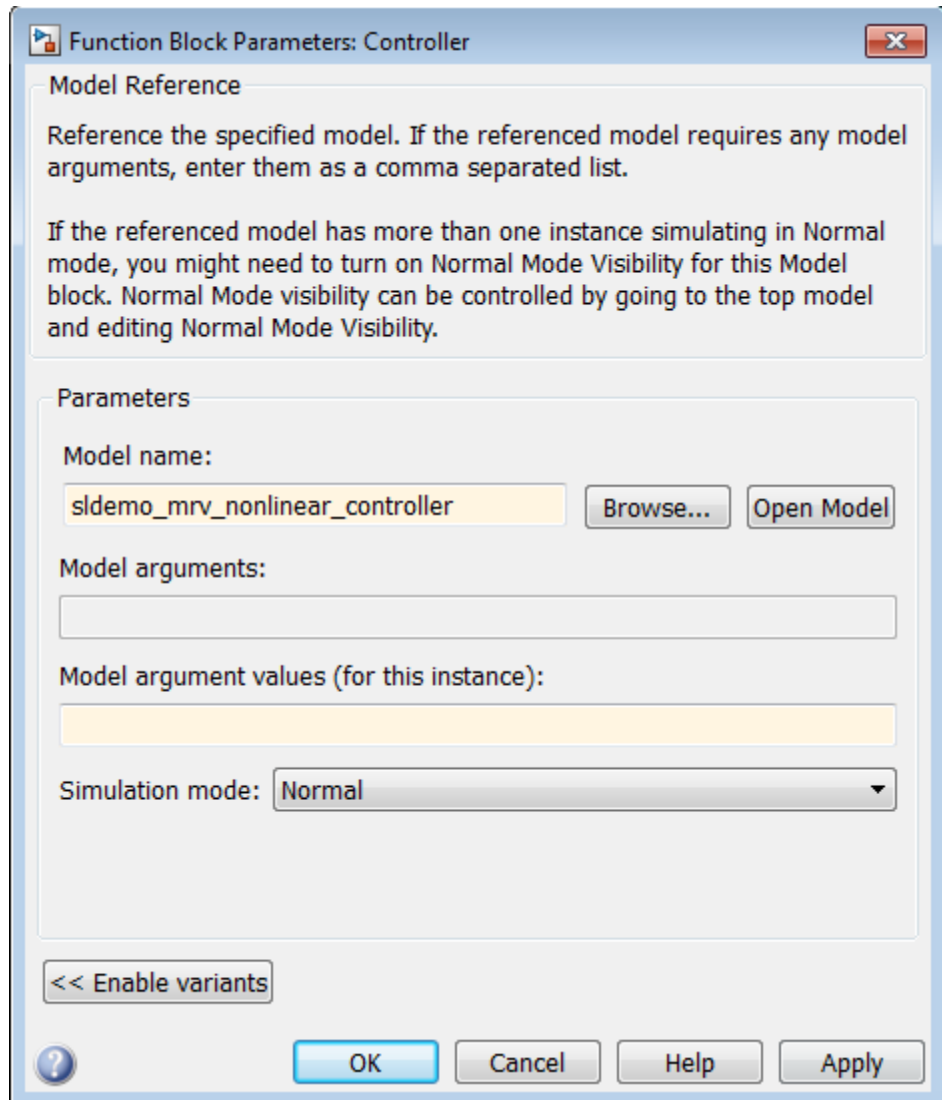 Function Block Parameters: Controller
Model Reference
Reference the specified model. If the referenced model requires any model
arguments, enter them as a comma separated list.
If the referenced model has more than one instance simulating in Normal
mode, you might need to turn on Normal Mode Visibility for this Model
block. Normal Mode visibility can be controlled by going to the top model
and editing Normal Mode Visibility.
Parameters
Model name:
sldemo_mrv_nonlinear_controller Browse... Open Model
Model arguments:
Model argument values (for this instance):
Simulation mode: Normal
<< Enable variants
? OK Cancel Help Apply